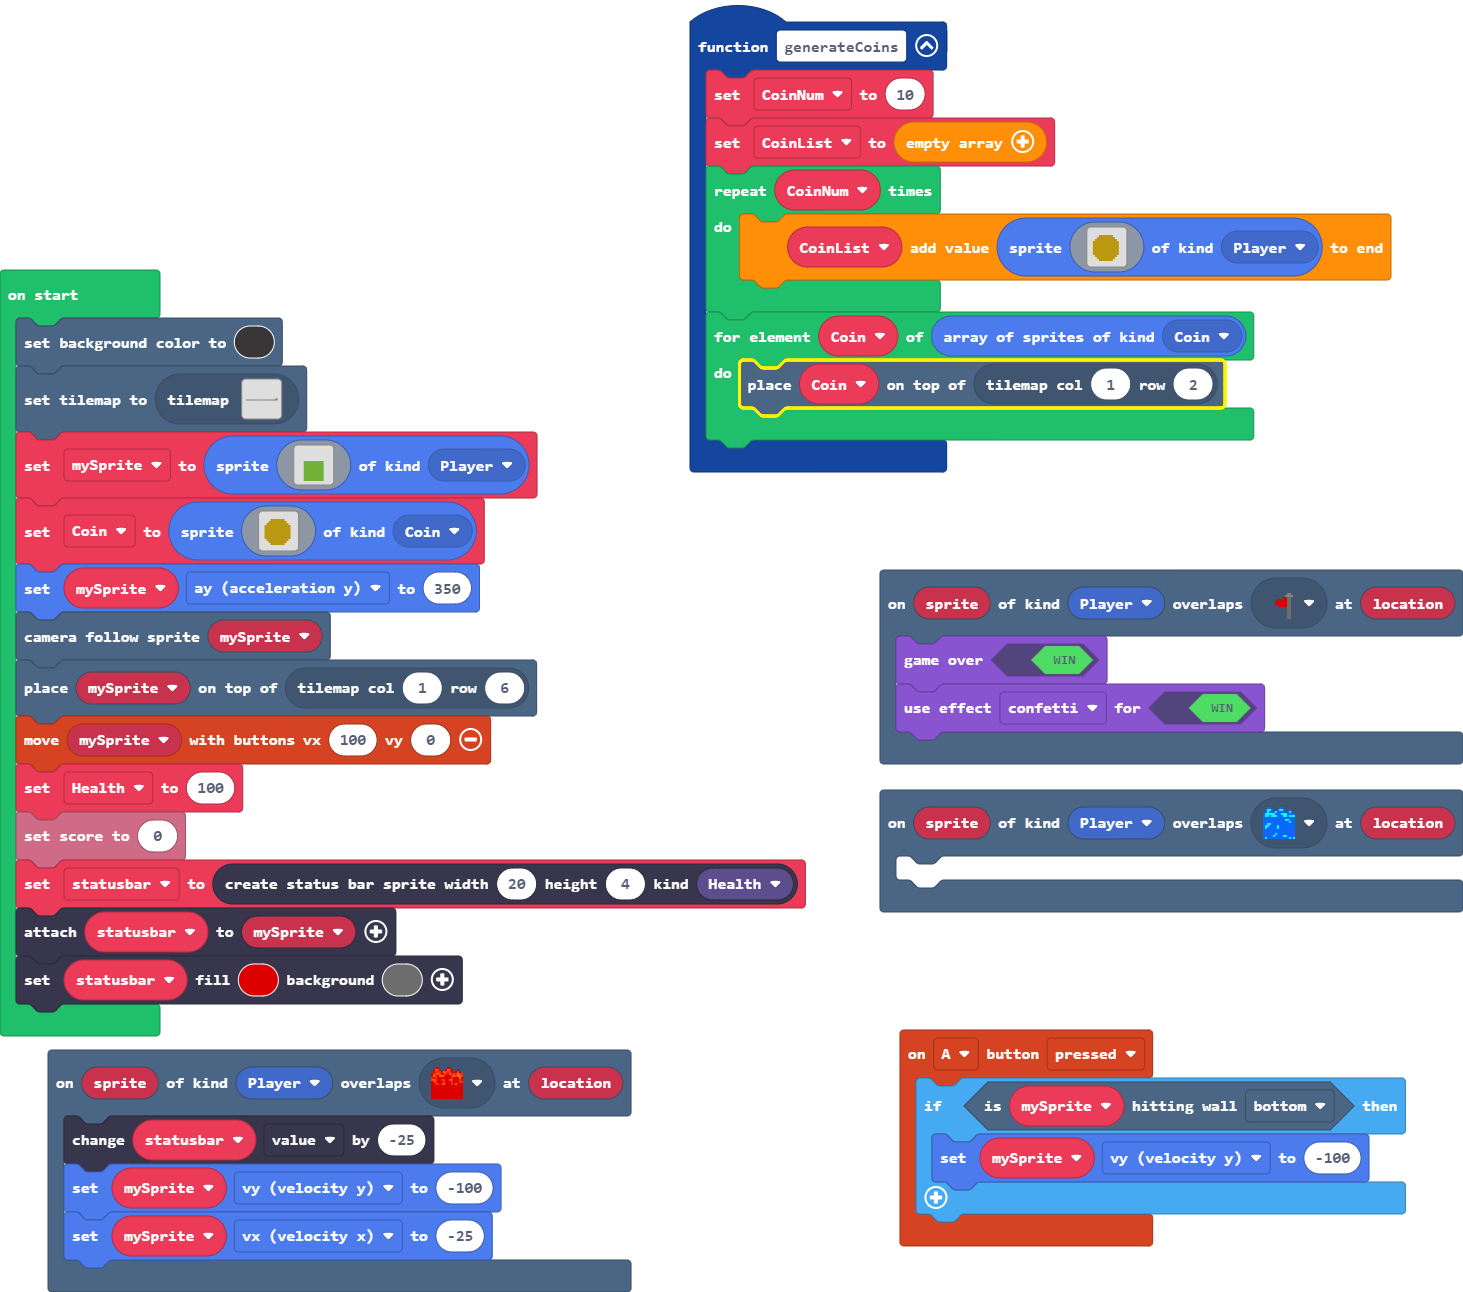 function generateCoins
set CoinNum to 10
set CoinList to empty array
repeat CoinNum times
do
CoinList add value sprite of kind Player to end
for element Coin of array of sprites of kind Coin
do
place Coin on top of tilemap col 1 row 2
on start
set background color to
set tilemap to tilemap
set mySprite to sprite of kind Player
set Coin to sprite of kind Coin
set mySprite ay (acceleration y) to 350
camera follow sprite mySprite
place mySprite on top of tilemap col 1 row 6
move mySprite with buttons vx 100 vy 0
set Health to 100
set score to 0
set statusbar to create status bar sprite width 20 height 4 kind Health
attach statusbar to mySprite
set statusbar fill background
on sprite of kind Player overlaps at location
game over WIN
use effect confetti for WIN
on sprite of kind Player overlaps at location
on sprite of kind Player overlaps at location
change statusbar value by -25
set mySprite vy (velocity y) to -100
set mySprite vx (velocity x) to -25
on A button pressed
if is mySprite hitting wall bottom then
set mySprite vy (velocity y) to -100